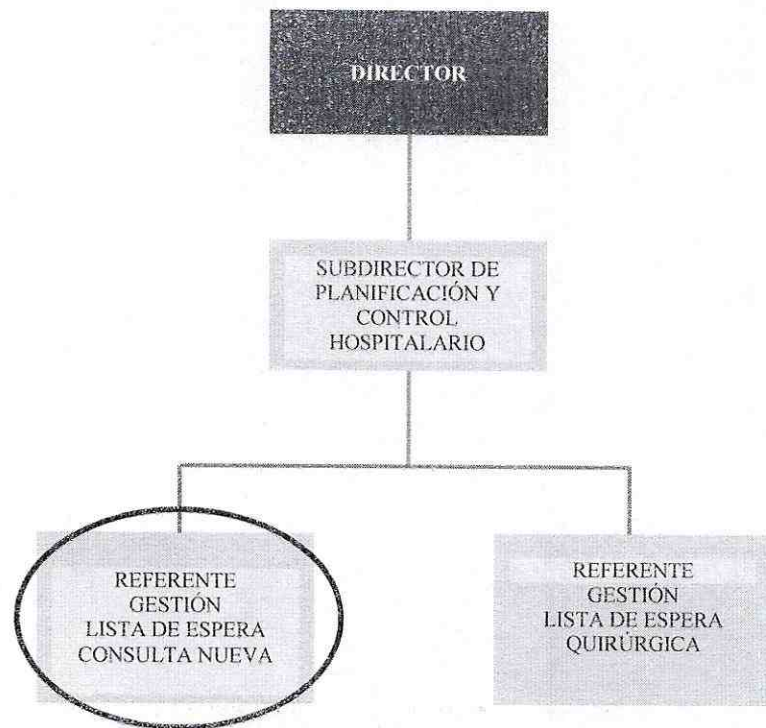 DIRECTOR
SUBDIRECTOR DE
PLANIFICACIÓN Y
CONTROL
HOSPITALARIO
REFERENTE
GESTIÓN
LISTA DE ESPERA
CONSULTA NUEVA
REFERENTE
GESTIÓN
LISTA DE ESPERA
QUIRÚRGICA